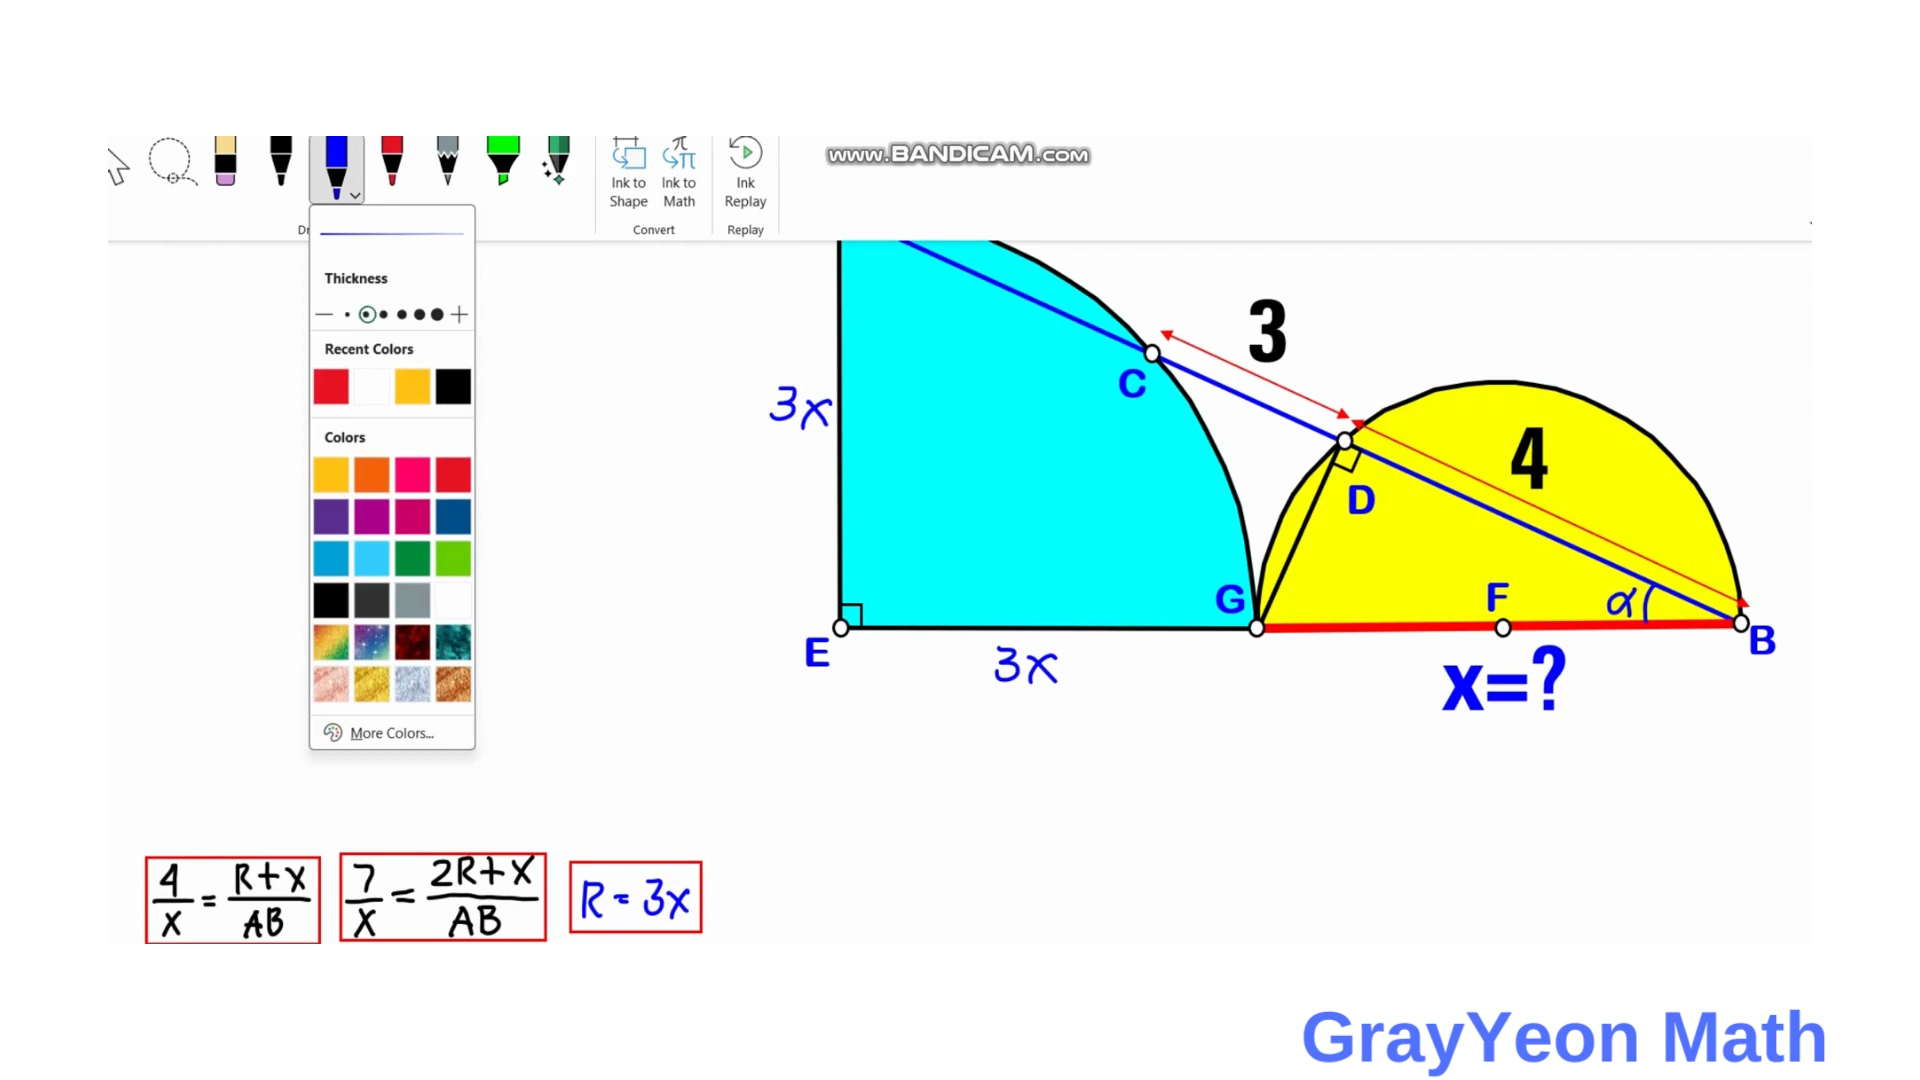 www.BANDICAM.com
Ink to Shape
Ink to Math
Ink Replay
Convert
Replay
Thickness
Recent Colors
Colors
More Colors...
3
C
3x
4
D
G
F
α
E
B
3x
x=?
4/x = R+x/AB
7/x = 2R+x/AB
R = 3x
GrayYeon Math